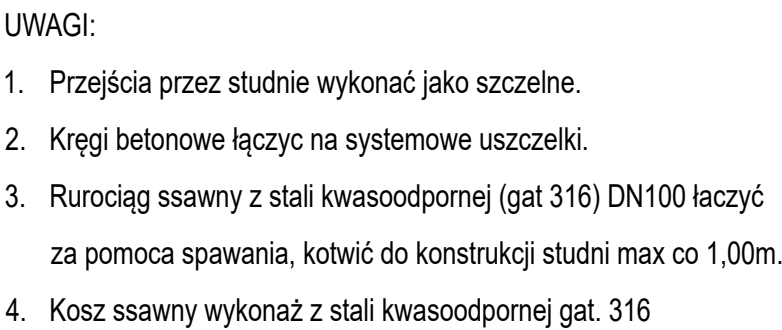 UWAGI:
1. Przejścia przez studnie wykonać jako szczelne.
2. Kręgi betonowe łączyc na systemowe uszczelki.
3. Rurociąg ssawny z stali kwasoodpornej (gat 316) DN100 łaczyć
za pomoca spawania, kotwić do konstrukcji studni max co 1,00m.
4. Kosz ssawny wykonaż z stali kwasoodpornej gat. 316